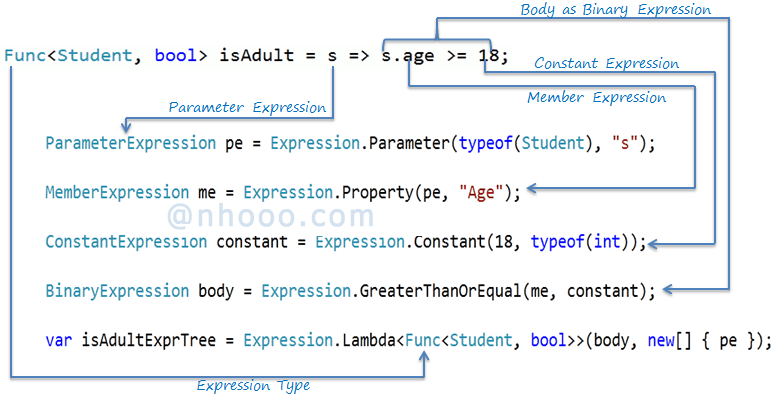 Body as Binary Expression
Func<Student, bool> isAdult = s => s.age >= 18;
Constant Expression
Member Expression
Parameter Expression
ParameterExpression pe = Expression.Parameter(typeof(Student), "s");
MemberExpression me = Expression.Property(pe, "Age");
@nhooo.com
ConstantExpression constant = Expression.Constant(18, typeof(int));
BinaryExpression body = Expression.GreaterThanOrEqual(me, constant);
var isAdultExprTree = Expression.Lambda<Func<Student, bool>>(body, new[] { pe });
Expression Type